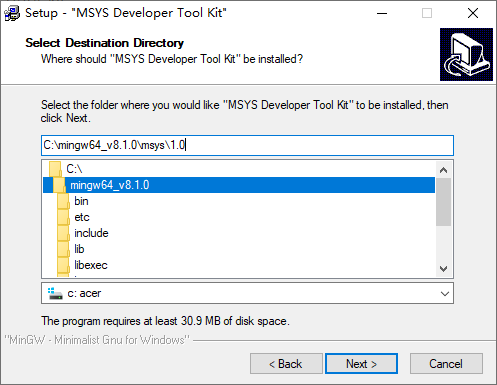 Setup - "MSYS Developer Tool Kit"
Select Destination Directory
Where should "MSYS Developer Tool Kit" be installed?
Select the folder where you would like "MSYS Developer Tool Kit" to be installed, then
click Next.
C:\mingw64_v8.1.0\msys\1.0
C:\
mingw64_v8.1.0
bin
etc
include
lib
libexec
c: acer
The program requires at least 30.9 MB of disk space.
"MinGW - Minimalist Gnu for Windows"
< Back
Next >
Cancel